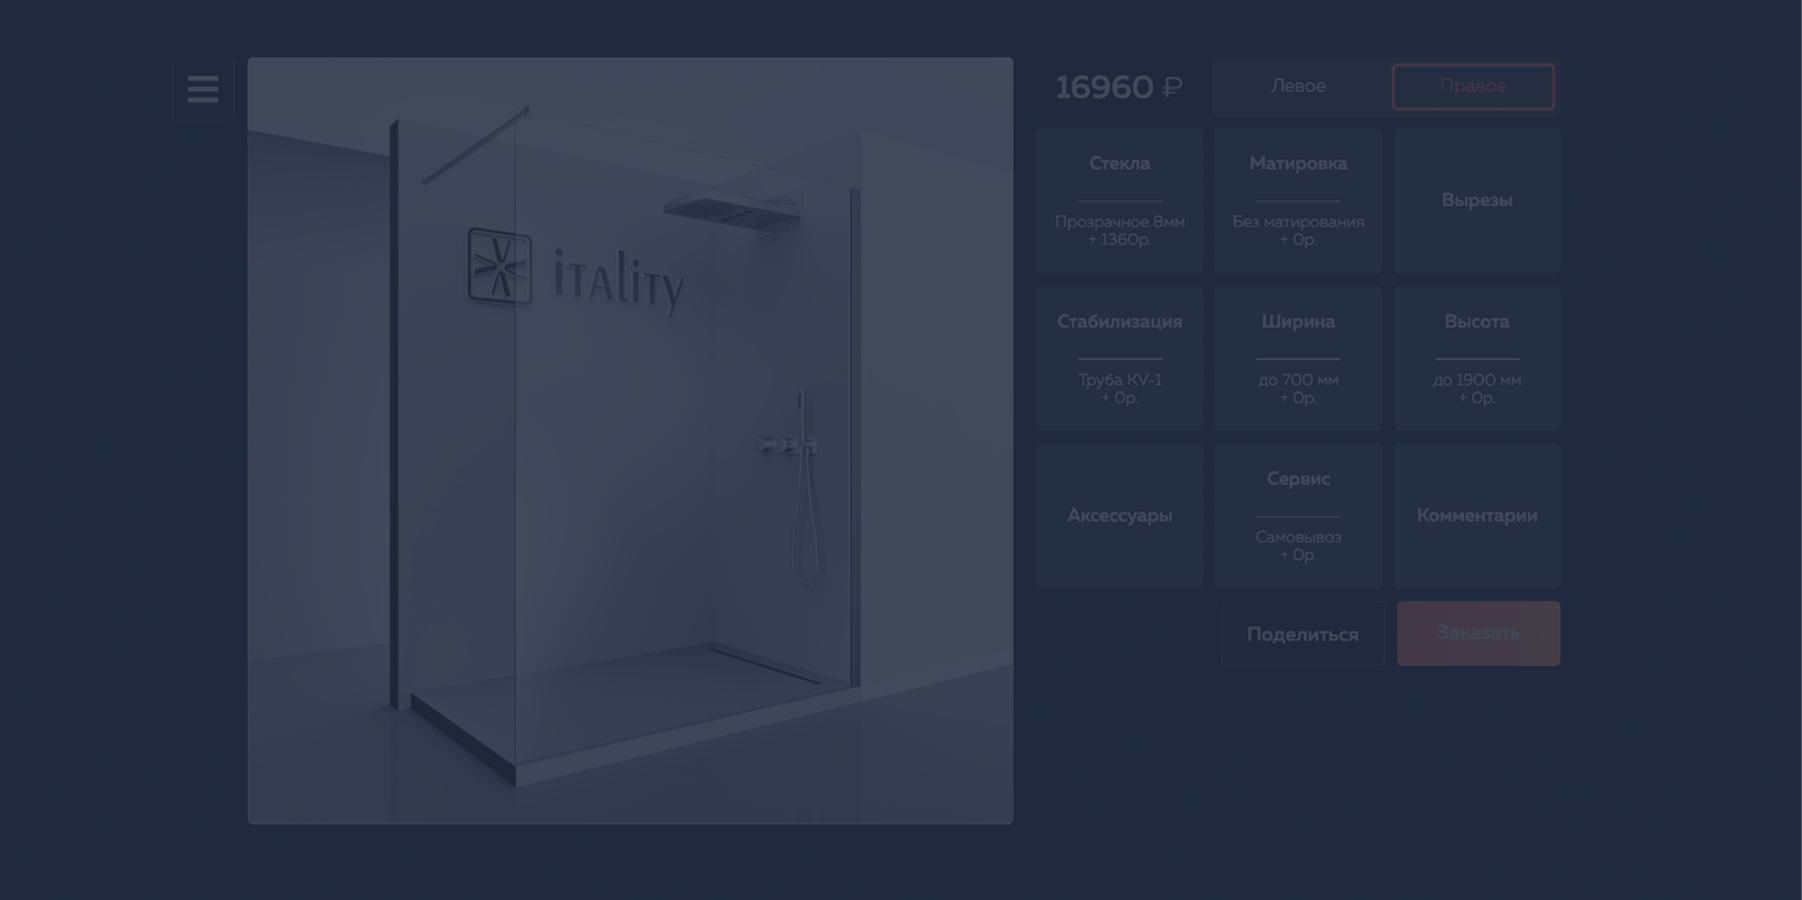 16960 ₽
Левое
Правое
Стекла
Прозрачное 8мм
+ 1360р.
Матировка
Без матирования
+ 0р.
Вырезы
iTAliTy
Стабилизация
Труба KV-1
+ 0р.
Ширина
до 700 мм
+ 0р.
Высота
до 1900 мм
+ 0р.
Аксессуары
Сервис
Самовывоз
+ 0р.
Комментарии
Поделиться
Заказать